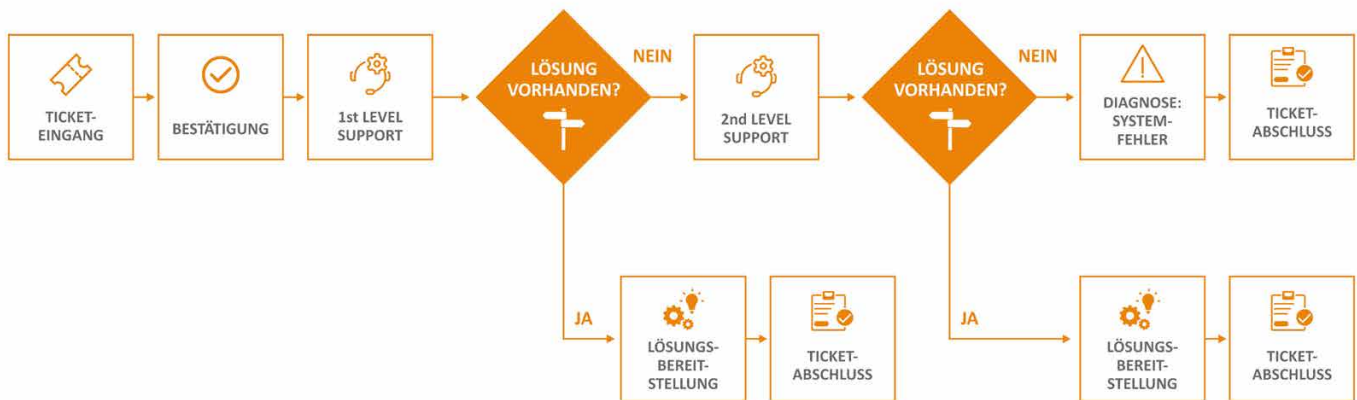 TICKET-
EINGANG
BESTÄTIGUNG
1st LEVEL
SUPPORT
LÖSUNG
VORHANDEN?
NEIN
2nd LEVEL
SUPPORT
LÖSUNG
VORHANDEN?
NEIN
DIAGNOSE:
SYSTEM-
FEHLER
TICKET-
ABSCHLUSS
JA
LÖSUNGS-
BEREIT-
STELLUNG
TICKET-
ABSCHLUSS
JA
LÖSUNGS-
BEREIT-
STELLUNG
TICKET-
ABSCHLUSS